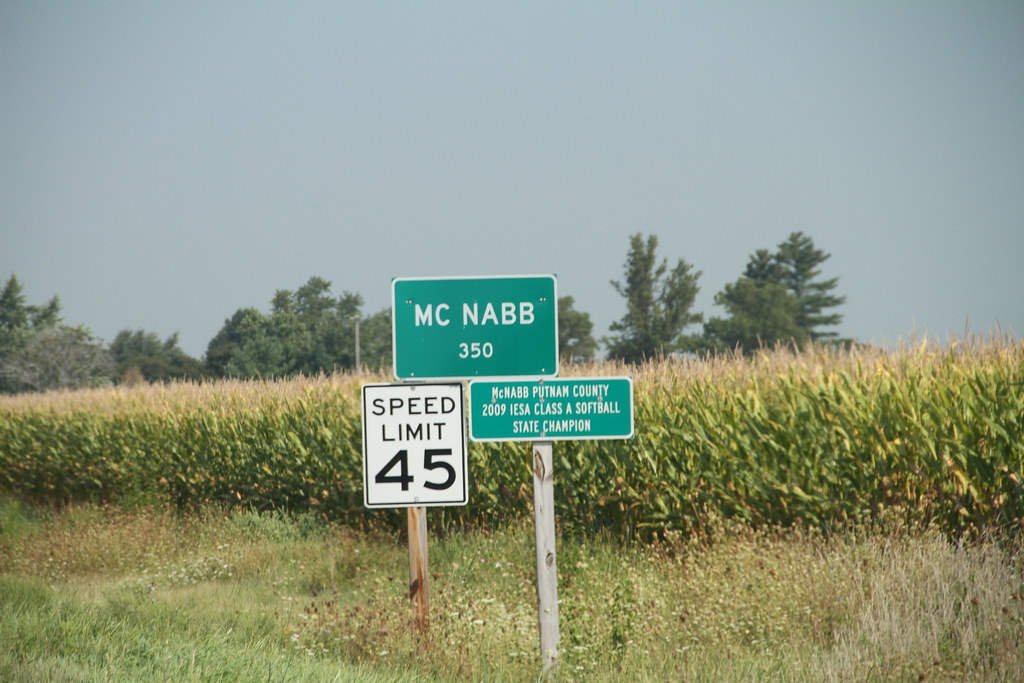 MC NABB
350
SPEED
LIMIT
45
McNABB PUTNAM COUNTY
2009 IESA CLASS A SOFTBALL
STATE CHAMPION